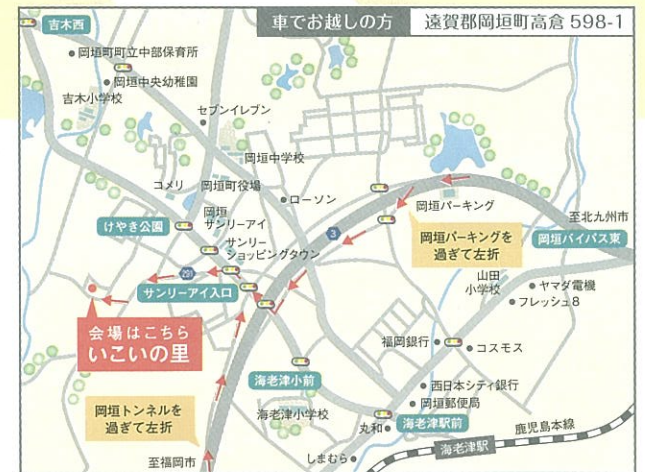 車でお越しの方
遠賀郡岡垣町高倉 598-1
吉木西
岡垣町町立中部保育所
岡垣中央幼稚園
吉木小学校
セブンイレブン
岡垣中学校
コメリ
岡垣町役場
ローソン
岡垣パーキング
至北九州市
岡垣
サンリーアイ
けやき公園
3
岡垣パーキングを
過ぎて左折
岡垣バイパス東
サンリー
ショッピングタウン
291
サンリーアイ入口
山田
小学校
ヤマダ電機
フレッシュ8
会場はこちら
いこいの里
福岡銀行
コスモス
海老津小前
西日本シティ銀行
岡垣郵便局
岡垣トンネルを
過ぎて左折
海老津小学校
丸和
海老津駅前
鹿児島本線
海老津駅
至福岡市
しまむら